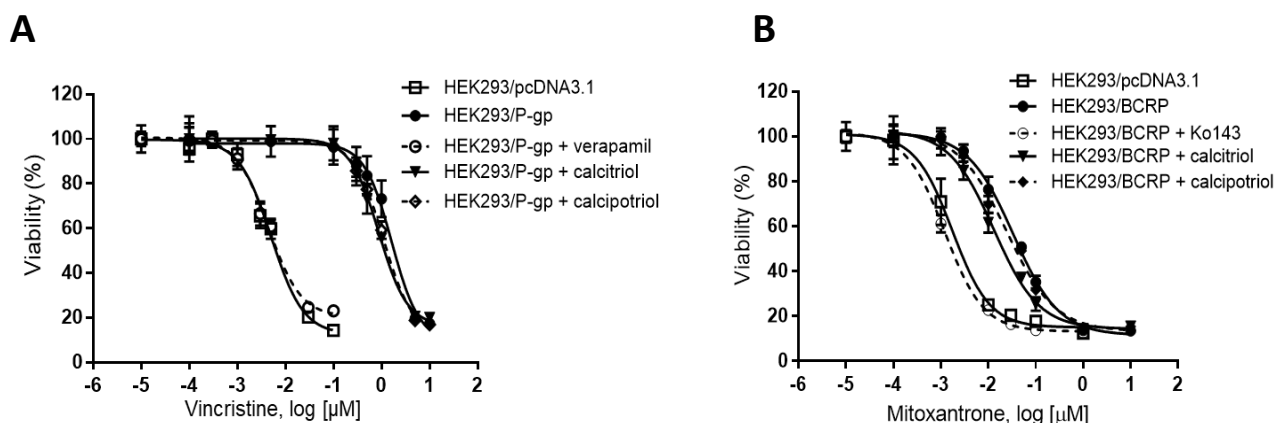 A
HEK293/pcDNA3.1
HEK293/P-gp
HEK293/P-gp + verapamil
HEK293/P-gp + calcitriol
HEK293/P-gp + calcipotriol
120
100
80
60
40
20
0
Viability (%)
-6 -5 -4 -3 -2 -1 0 1 2
Vincristine, log [µM]
B
HEK293/pcDNA3.1
HEK293/BCRP
HEK293/BCRP + Ko143
HEK293/BCRP + calcitriol
HEK293/BCRP + calcipotriol
120
100
80
60
40
20
0
Viability (%)
-6 -5 -4 -3 -2 -1 0 1 2
Mitoxantrone, log [µM]